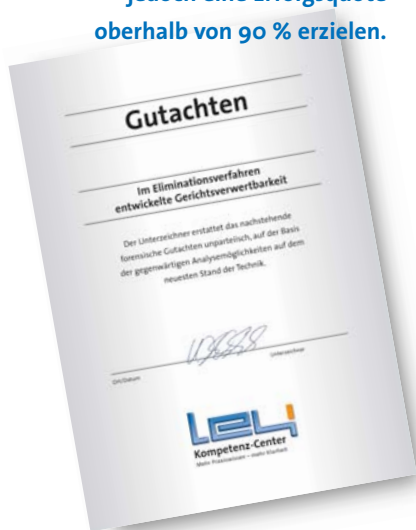 jedoch eine Erfolgsquote
oberhalb von 90 % erzielen.
Gutachten
Im Eliminationsverfahren
entwickelte Gerichtsverwertbarkeit
Der Unterzeichner erstattet das nachstehende
forensische Gutachten unparteiisch, auf der Basis
der gegenwärtigen Analysemöglichkeiten auf dem
neuesten Stand der Technik.
Ort/Datum
Unterzeichner
Kompetenz-Center
Mehr Praxiswissen – mehr Klarheit